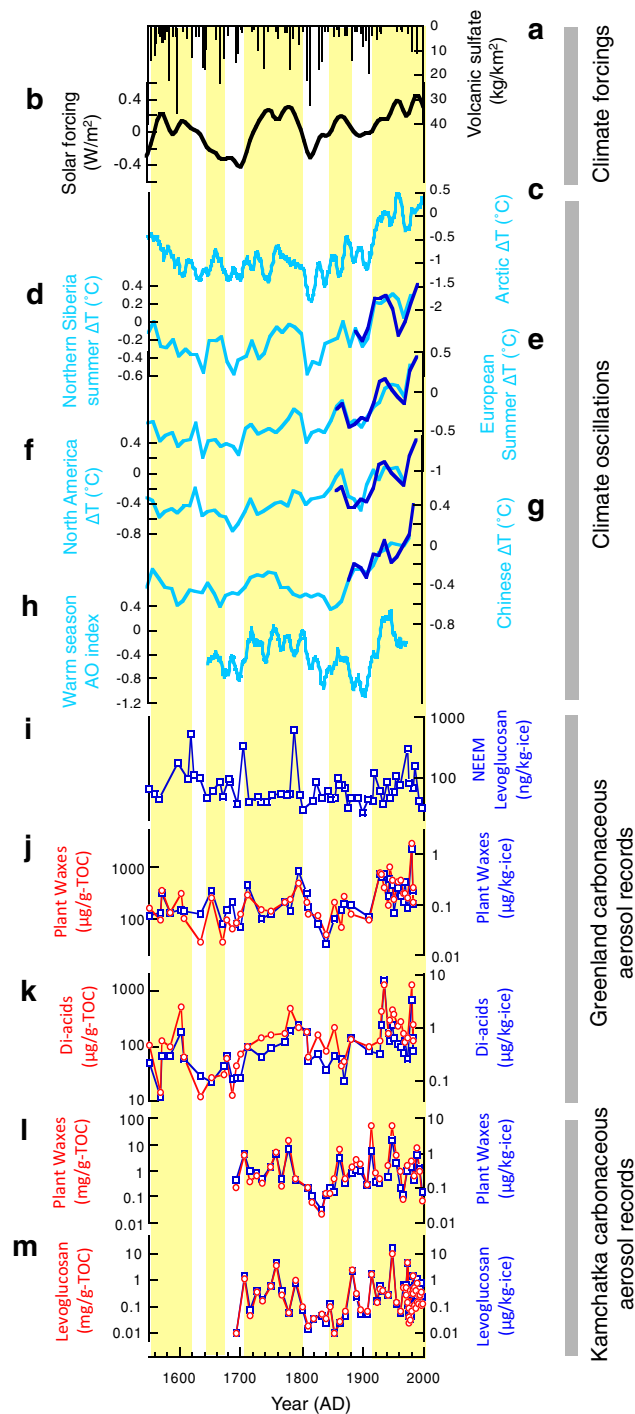 a
0
10
20
30
40
Volcanic sulfate
(kg/km²)
Climate forcings
b
Solar forcing
(W/m²)
0.4
0
-0.4
c
0.5
0
-0.5
-1
-1.5
-2
Arctic ΔT (˚C)
d
Northern Siberia
summer ΔT (˚C)
0.4
0.2
0
-0.2
-0.4
-0.6
e
0.5
0
-0.5
-1
European
Summer ΔT (˚C)
Climate oscillations
f
North America
ΔT (˚C)
0.4
0
-0.4
-0.8
g
0.4
0
-0.4
-0.8
Chinese ΔT (˚C)
h
Warm season
AO index
0.4
0
-0.4
-0.8
-1.2
i
1000
100
NEEM
Levoglucosan
(ng/kg-ice)
j
Plant Waxes
(µg/g-TOC)
1000
100
1
0.1
0.01
Plant Waxes
(µg/kg-ice)
Greenland carbonaceous
aerosol records
k
Di-acids
(µg/g-TOC)
1000
100
10
10
1
0.1
Di-acids
(µg/kg-ice)
l
Plant Waxes
(mg/g-TOC)
100
10
1
0.1
0.01
10
1
0.1
0.01
Plant Waxes
(µg/kg-ice)
Kamchatka carbonaceous
aerosol records
m
Levoglucosan
(mg/g-TOC)
10
1
0.1
0.01
10
1
0.1
0.01
Levoglucosan
(µg/kg-ice)
1600
1700
1800
1900
2000
Year (AD)